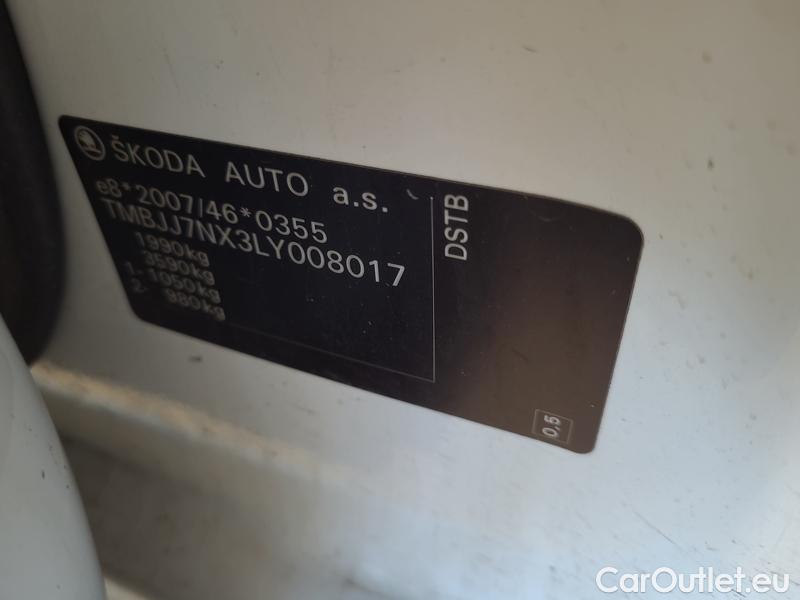 ŠKODA AUTO a.s.
e8*2007/46*0355
TMBJJ7NX3LY008017
1990kg
3590kg
1- 1050kg
2- 980kg
DSTB
0,5
CarOutlet.eu